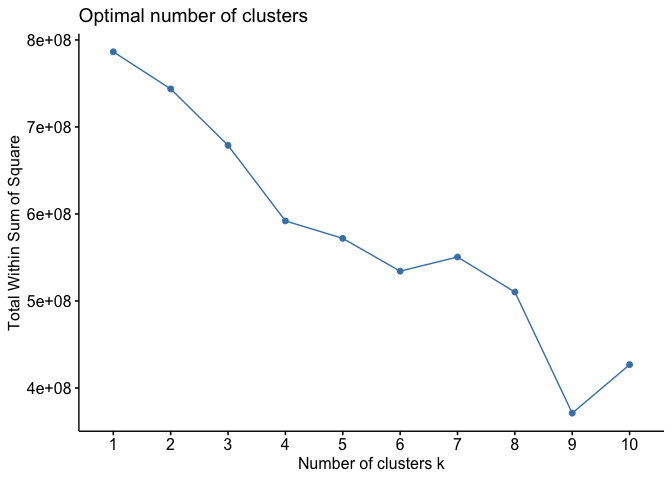 Optimal number of clusters
8e+08
7e+08
6e+08
5e+08
4e+08
Total Within Sum of Square
1 2 3 4 5 6 7 8 9 10
Number of clusters k